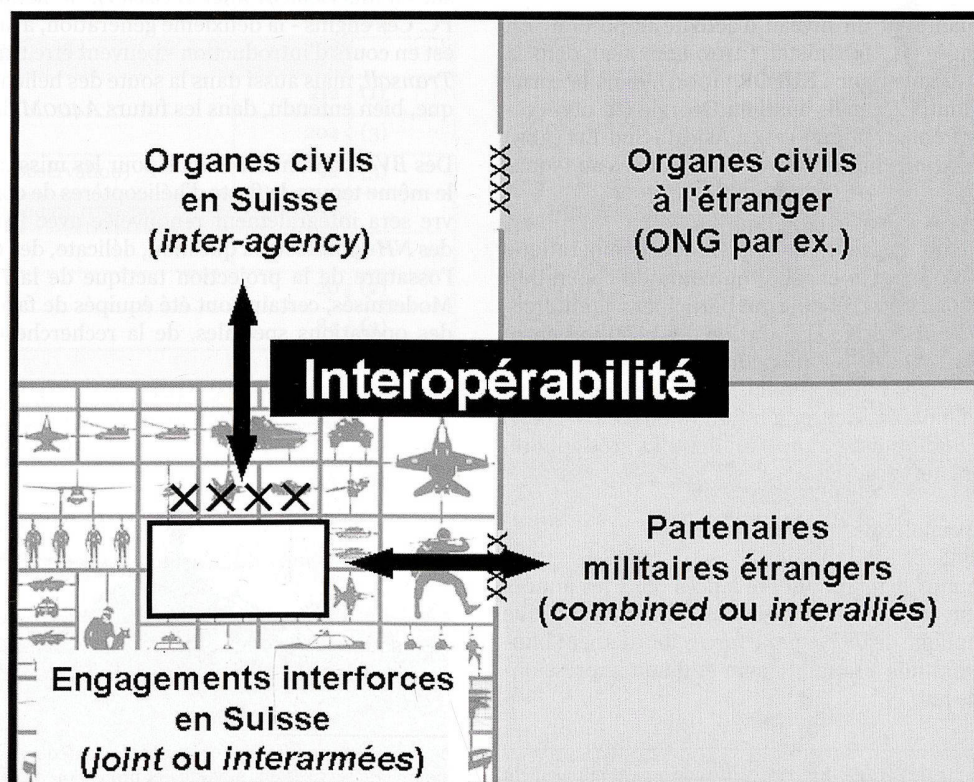 Organes civils
en Suisse
(inter-agency)
Organes civils
à l'étranger
(ONG par ex.)
Interopérabilité
Partenaires
militaires étrangers
(combined ou interalliés)
Engagements interforces
en Suisse
(joint ou interarmées)